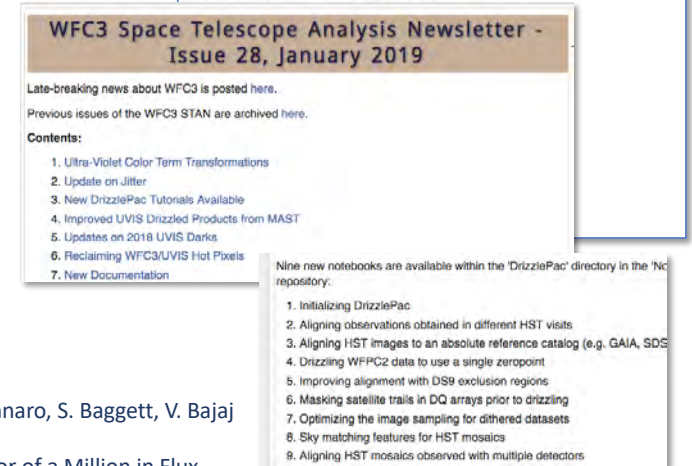 WFC3 Space Telescope Analysis Newsletter -
Issue 28, January 2019
Late-breaking news about WFC3 is posted here.
Previous issues of the WFC3 STAN are archived here.
Contents:
1. Ultra-Violet Color Term Transformations
2. Update on Jitter
3. New DrizzlePac Tutorials Available
4. Improved UVIS Drizzled Products from MAST
5. Updates on 2018 UVIS Darks
6. Reclaiming WFC3/UVIS Hot Pixels
7. New Documentation
Nine new notebooks are available within the 'DrizzlePac' directory in the
repository:
1. Initializing DrizzlePac
2. Aligning observations obtained in different HST visits
3. Aligning HST images to an absolute reference catalog (e.g. GAIA,
4. Drizzling WFPC2 data to use a single zeropoint
5. Improving alignment with DS9 exclusion regions
6. Masking satellite trails in DQ arrays prior to drizzling
7. Optimizing the image sampling for dithered datasets
8. Sky matching features for HST mosaics
9. Aligning HST mosaics observed with multiple detectors
S. Baggett, V. Bajaj
of a Million in Flux